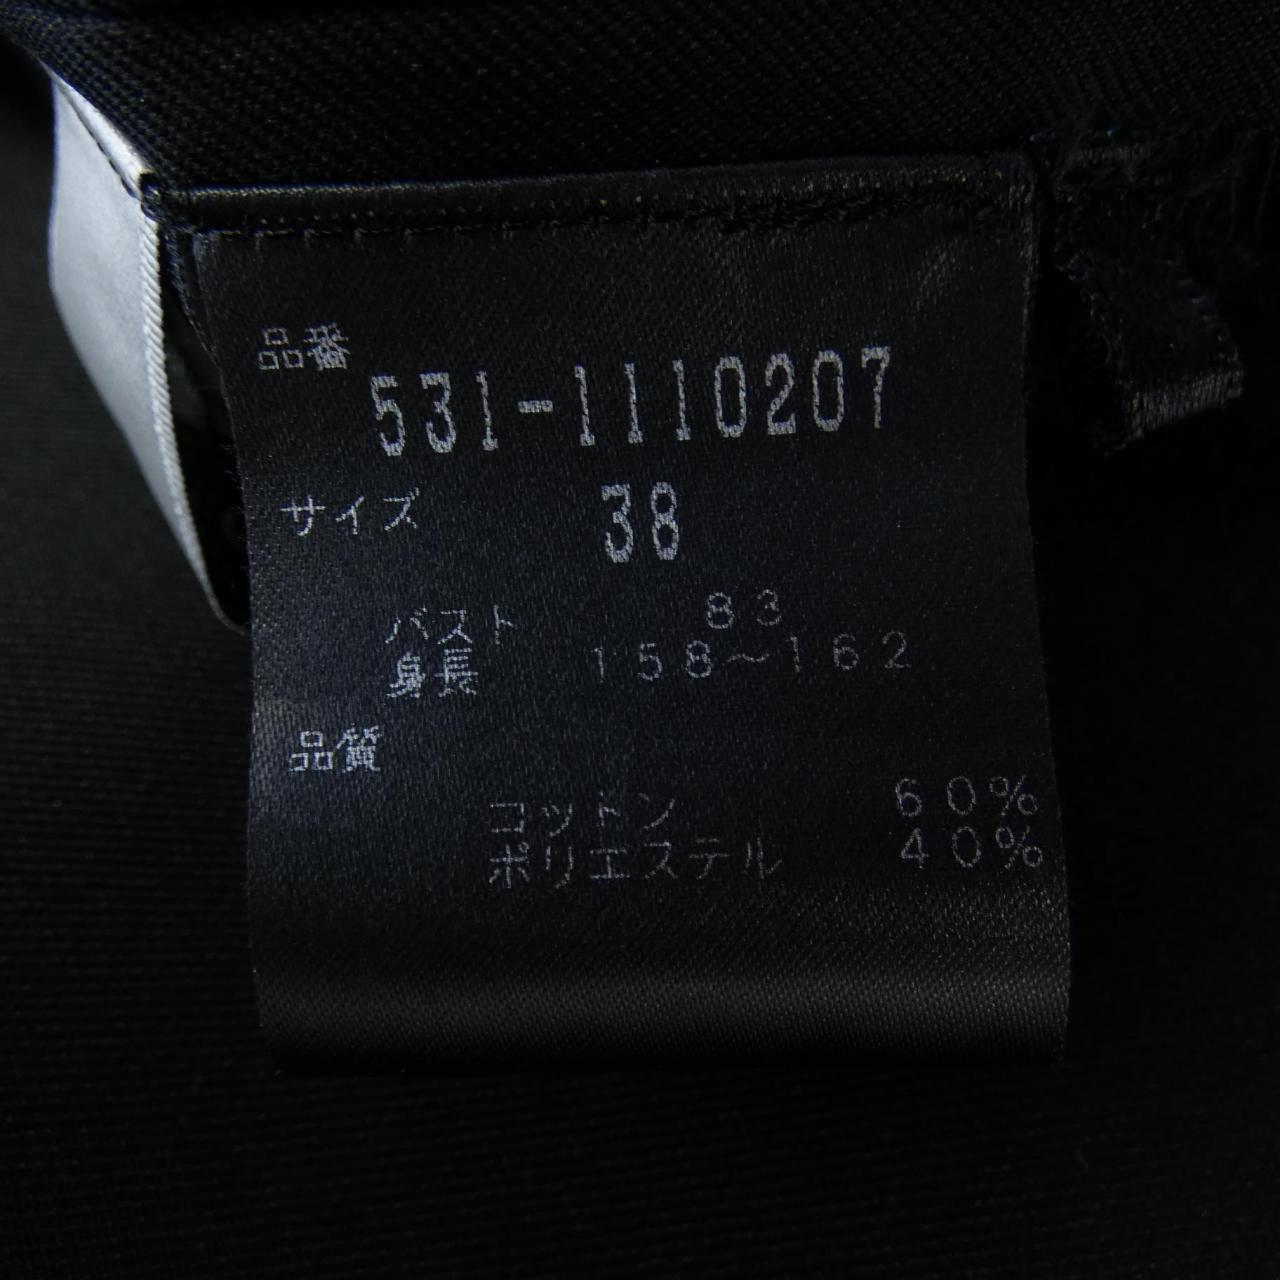 品番
531-1110207
サイズ 38
バスト 83
身長 158～162
品質
コットン 60%
ポリエステル 40%